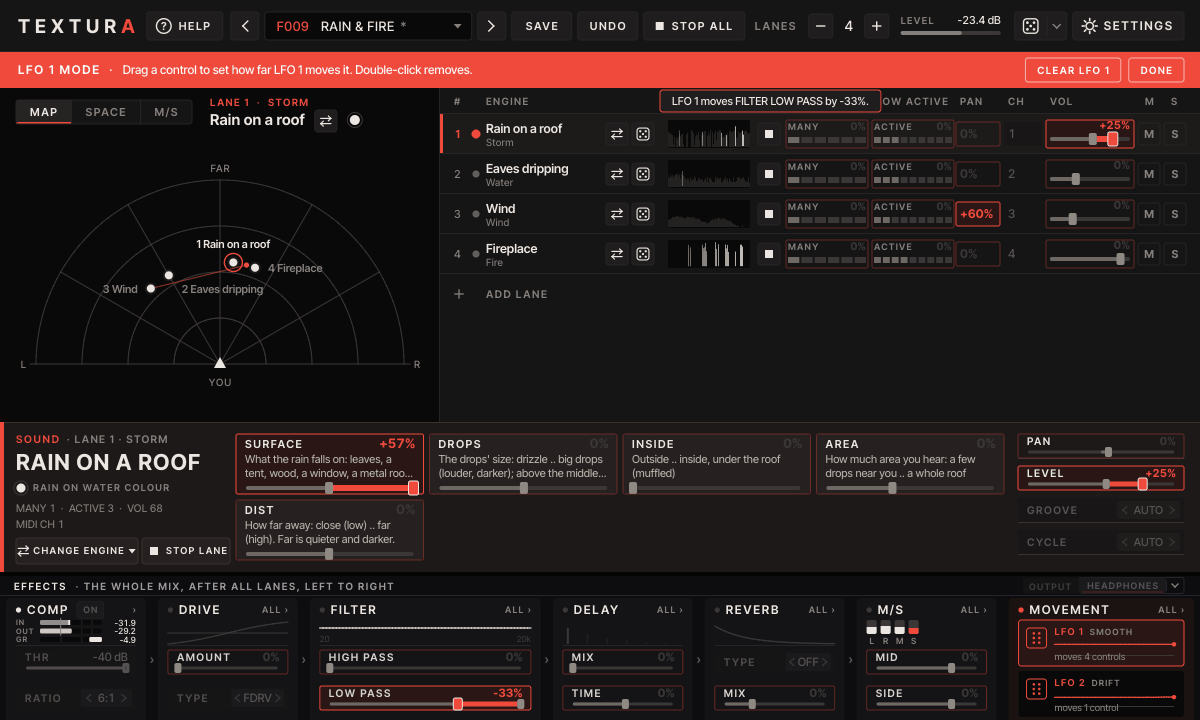 TEXTURA
HELP
F009 RAIN & FIRE *
SAVE
UNDO
STOP ALL
LANES
4
LEVEL -23.4 dB
SETTINGS
LFO 1 MODE · Drag a control to set how far LFO 1 moves it. Double-click removes.
CLEAR LFO 1
DONE
MAP
SPACE
M/S
LANE 1 · STORM
Rain on a roof
FAR
1 Rain on a roof
4 Fireplace
3 Wind
2 Eaves dripping
L
R
YOU
# ENGINE
LFO 1 moves FILTER LOW PASS by -33%.
OW ACTIVE PAN CH VOL M S
1 Rain on a roof MANY 0% ACTIVE 0% 0% 1 +25% M S
Storm
2 Eaves dripping MANY 0% ACTIVE 0% 0% 2 0% M S
Water
3 Wind MANY 0% ACTIVE 0% +60% 3 0% M S
Wind
4 Fireplace MANY 0% ACTIVE 0% 0% 4 0% M S
Fire
+ ADD LANE
SOUND · LANE 1 · STORM
RAIN ON A ROOF
RAIN ON WATER COLOUR
MANY 1 · ACTIVE 3 · VOL 68
MIDI CH 1
CHANGE ENGINE
STOP LANE
SURFACE +57%
What the rain falls on: leaves, a
tent, wood, a window, a metal roo...
DROPS 0%
The drops' size: drizzle .. big drops
(louder, darker); above the middle...
INSIDE 0%
Outside .. inside, under the roof
(muffled)
AREA 0%
How much area you hear: a few
drops near you .. a whole roof
DIST 0%
How far away: close (low) .. far
(high). Far is quieter and darker.
PAN 0%
LEVEL +25%
GROOVE < AUTO >
CYCLE < AUTO >
EFFECTS · THE WHOLE MIX, AFTER ALL LANES, LEFT TO RIGHT
OUTPUT HEADPHONES
COMP ON ›
IN -31.9
OUT -29.2
GR -4.9
THR -40 dB
RATIO < 6:1 >
DRIVE ALL ›
AMOUNT 0%
TYPE < FDRV >
FILTER ALL ›
20 20k
HIGH PASS 0%
LOW PASS -33%
DELAY ALL ›
MIX 0%
TIME 0%
REVERB ALL ›
TYPE < OFF >
MIX 0%
M/S ALL ›
L R M S
MID 0%
SIDE 0%
MOVEMENT ALL ›
LFO 1 SMOOTH
moves 4 controls
LFO 2 DRIFT
moves 1 control